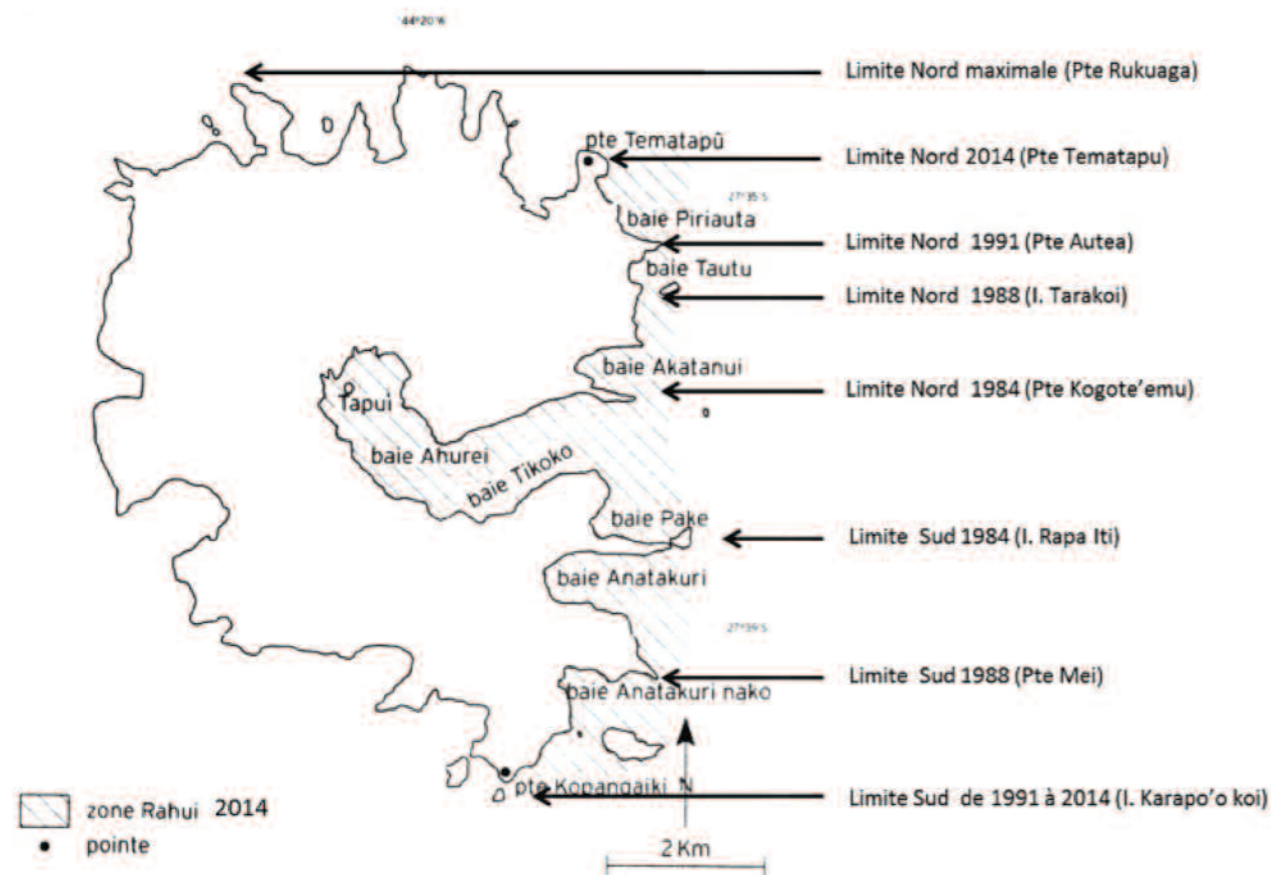 44°20'W
Limite Nord maximale (Pte Rukuaga)
pte Tematapū
Limite Nord 2014 (Pte Tematapu)
27°35'S
baie Piriauta
Limite Nord 1991 (Pte Autea)
baie Tautu
Limite Nord 1988 (I. Tarakoi)
baie Akatanui
Limite Nord 1984 (Pte Kogote'emu)
Tapui
baie Ahurei
baie Tikoko
baie Pake
Limite Sud 1984 (I. Rapa Iti)
baie Anatakuri
27°39'S
Limite Sud 1988 (Pte Mei)
baie Anatakuri nako
pte Kopangaiki N
Limite Sud de 1991 à 2014 (I. Karapo'o koi)
zone Rahui 2014
pointe
2 Km